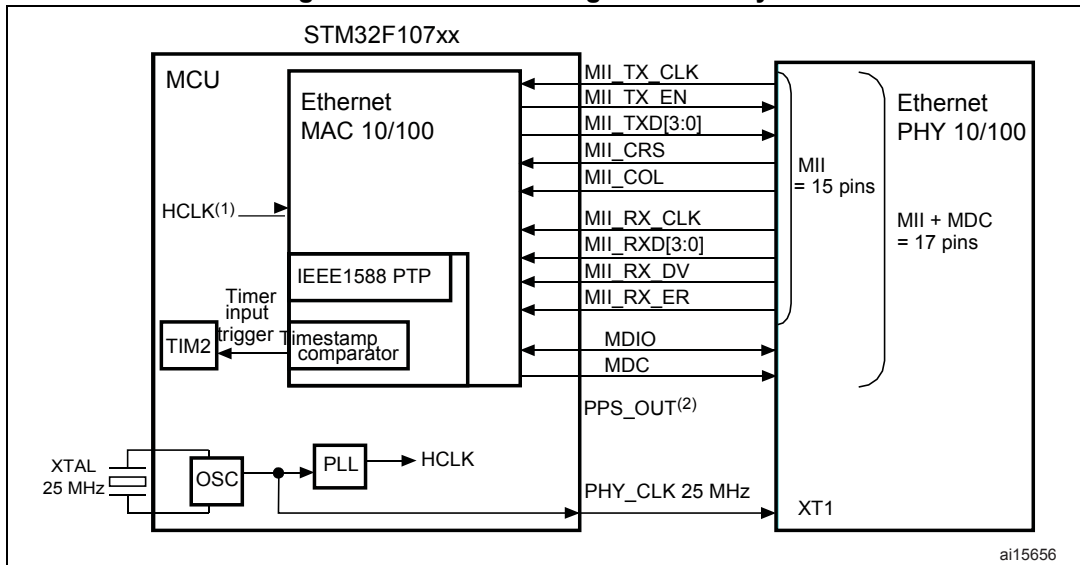 STM32F107xx
MCU
Ethernet
MAC 10/100
HCLK(1)
IEEE1588 PTP
Timer
input
trigger
Timestamp
comparator
TIM2
XTAL
25 MHz
OSC
PLL
HCLK
MII_TX_CLK
MII_TX_EN
MII_TXD[3:0]
MII_CRS
MII_COL
MII_RX_CLK
MII_RXD[3:0]
MII_RX_DV
MII_RX_ER
MDIO
MDC
PPS_OUT(2)
PHY_CLK 25 MHz
MII
= 15 pins
Ethernet
PHY 10/100
MII + MDC
= 17 pins
XT1
ai15656